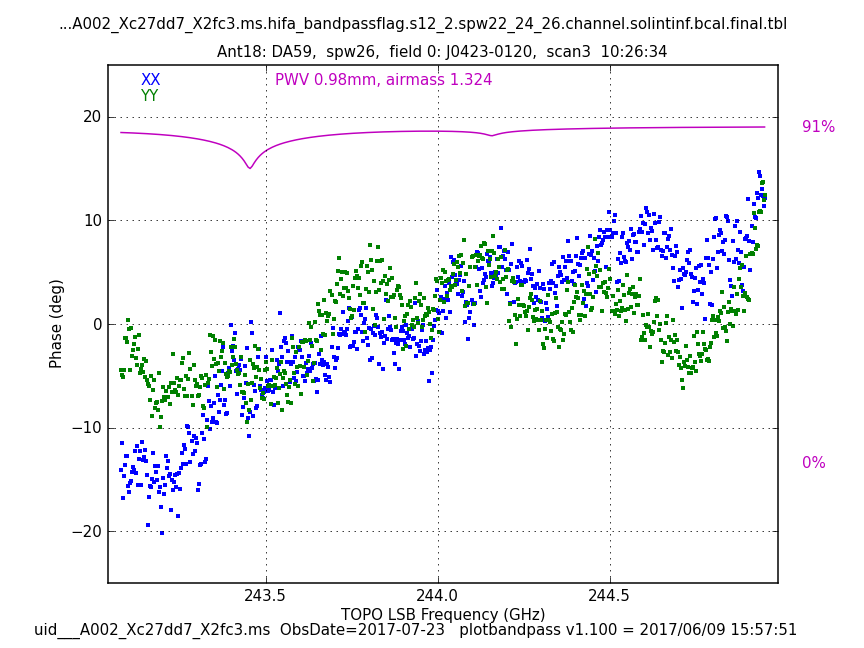 ...A002_Xc27dd7_X2fc3.ms.hifa_bandpassflag.s12_2.spw22_24_26.channel.solintinf.bcal.final.tbl
Ant18: DA59,  spw26,  field 0: J0423-0120,  scan3  10:26:34
XX
PWV 0.98mm, airmass 1.324
YY
20
91%
10
Phase (deg)
0
−10
0%
−20
243.5
244.0
244.5
TOPO LSB Frequency (GHz)
uid___A002_Xc27dd7_X2fc3.ms  ObsDate=2017-07-23   plotbandpass v1.100 = 2017/06/09 15:57:51